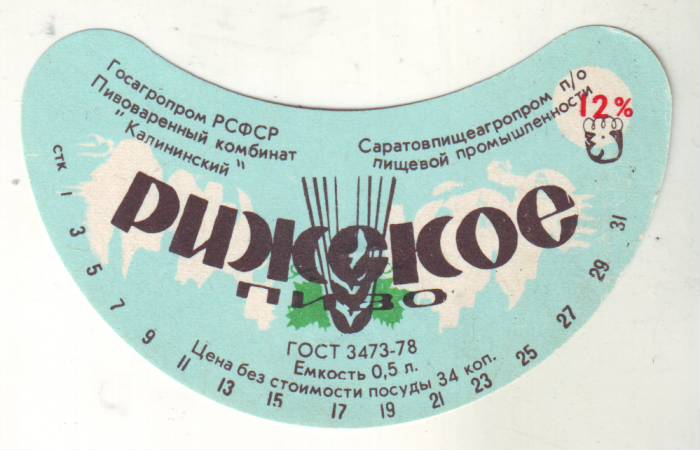 Госагропром РСФСР
Пивоваренный комбинат
"Калининский"
Саратовпищеагропром п/о
пищевой промышленности
12%
РИЖСКОЕ
ПИВО
ГОСТ 3473-78
Емкость 0,5 л.
Цена без стоимости посуды 34 коп.
СТК 1 3 5 7 9 11 13 15 17 19 21 23 25 27 29 31